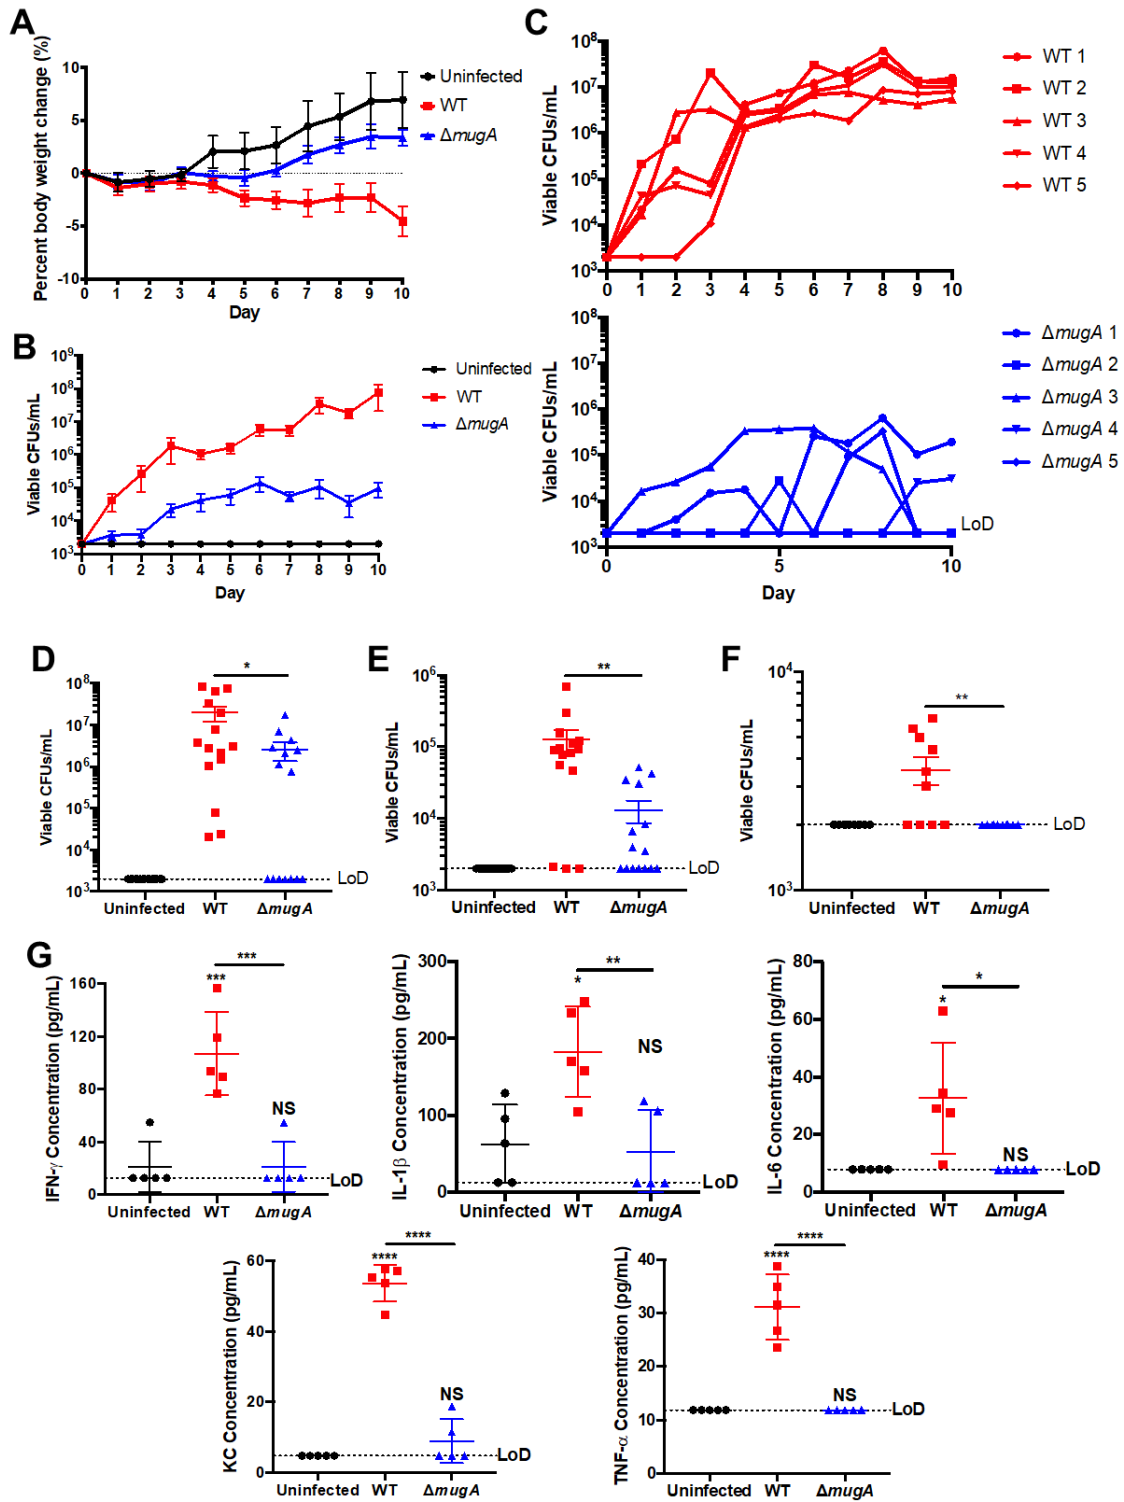 A
Percent body weight change (%)
10
5
0
-5
-10
0 1 2 3 4 5 6 7 8 9 10
Day
Uninfected
WT
ΔmugA
B
Viable CFUs/mL
10⁹
10⁸
10⁷
10⁶
10⁵
10⁴
10³
0 1 2 3 4 5 6 7 8 9 10
Day
Uninfected
WT
ΔmugA
C
Viable CFUs/mL
10⁸
10⁷
10⁶
10⁵
10⁴
10³
0 1 2 3 4 5 6 7 8 10
WT 1
WT 2
WT 3
WT 4
WT 5
Viable CFUs/mL
10⁸
10⁷
10⁶
10⁵
10⁴
10³
0 5 10
Day
LoD
ΔmugA 1
ΔmugA 2
ΔmugA 3
ΔmugA 4
ΔmugA 5
D
Viable CFUs/mL
10⁸
10⁷
10⁶
10⁵
10⁴
10³
*
LoD
Uninfected WT ΔmugA
E
Viable CFUs/mL
10⁶
10⁵
10⁴
10³
**
LoD
Uninfected WT ΔmugA
F
Viable CFUs/mL
10⁴
10³
**
LoD
Uninfected WT ΔmugA
G
IFN-γ Concentration (pg/mL)
160
120
80
40
0
***
***
NS
LoD
Uninfected WT ΔmugA
IL-1β Concentration (pg/mL)
300
200
100
0
**
*
NS
LoD
Uninfected WT ΔmugA
IL-6 Concentration (pg/mL)
80
60
40
20
0
*
*
NS
LoD
Uninfected WT ΔmugA
KC Concentration (pg/mL)
60
40
20
0
****
****
NS
LoD
Uninfected WT ΔmugA
TNF-α Concentration (pg/mL)
40
30
20
10
0
****
****
NS
LoD
Uninfected WT ΔmugA